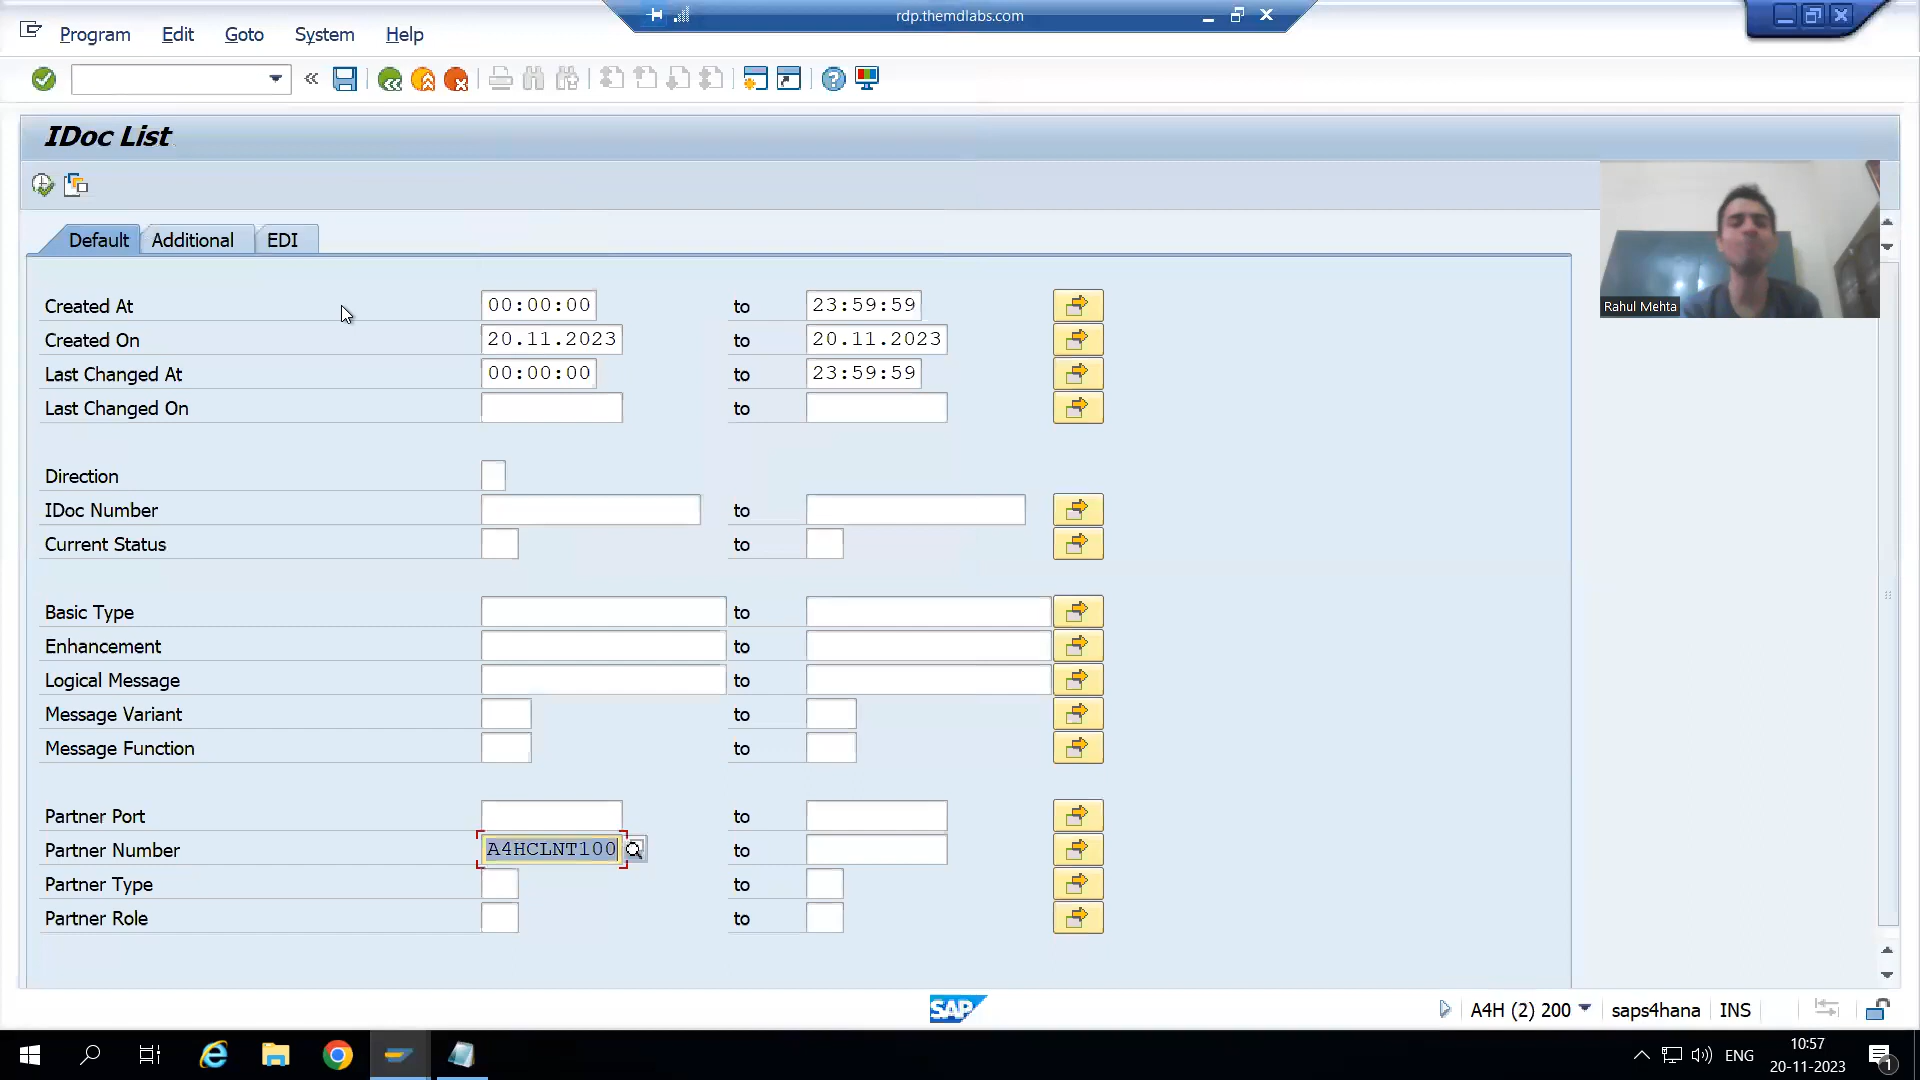 rdp.themdlabs.com
Program Edit Goto System Help
IDoc List
Default Additional EDI
Rahul Mehta
Created At 00:00:00 to 23:59:59
Created On 20.11.2023 to 20.11.2023
Last Changed At 00:00:00 to 23:59:59
Last Changed On to
Direction
IDoc Number to
Current Status to
Basic Type to
Enhancement to
Logical Message to
Message Variant to
Message Function to
Partner Port to
Partner Number A4HCLNT100 to
Partner Type to
Partner Role to
SAP A4H (2) 200 saps4hana INS
ENG 10:57
20-11-2023 1